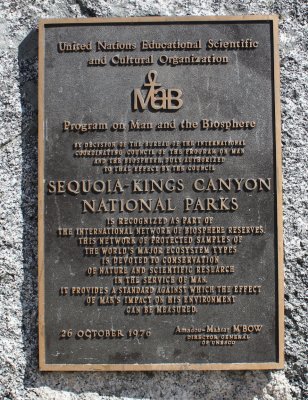 United Nations Educational Scientific
and Cultural Organization
MaB
Program on Man and the Biosphere
BY DECISION OF THE BUREAU OF THE INTERNATIONAL
COORDINATING COUNCIL OF THE PROGRAM ON MAN
AND THE BIOSPHERE, DULY AUTHORIZED
TO THAT EFFECT BY THE COUNCIL
SEQUOIA-KINGS CANYON
NATIONAL PARKS
IS RECOGNIZED AS PART OF
THE INTERNATIONAL NETWORK OF BIOSPHERE RESERVES.
THIS NETWORK OF PROTECTED SAMPLES OF
THE WORLD'S MAJOR ECOSYSTEM TYPES
IS DEVOTED TO CONSERVATION
OF NATURE AND SCIENTIFIC RESEARCH
IN THE SERVICE OF MAN.
IT PROVIDES A STANDARD AGAINST WHICH THE EFFECT
OF MAN'S IMPACT ON HIS ENVIRONMENT
CAN BE MEASURED.
26 OCTOBER 1976
Amadou-Mahtar M'BOW
DIRECTOR GENERAL
OF UNESCO